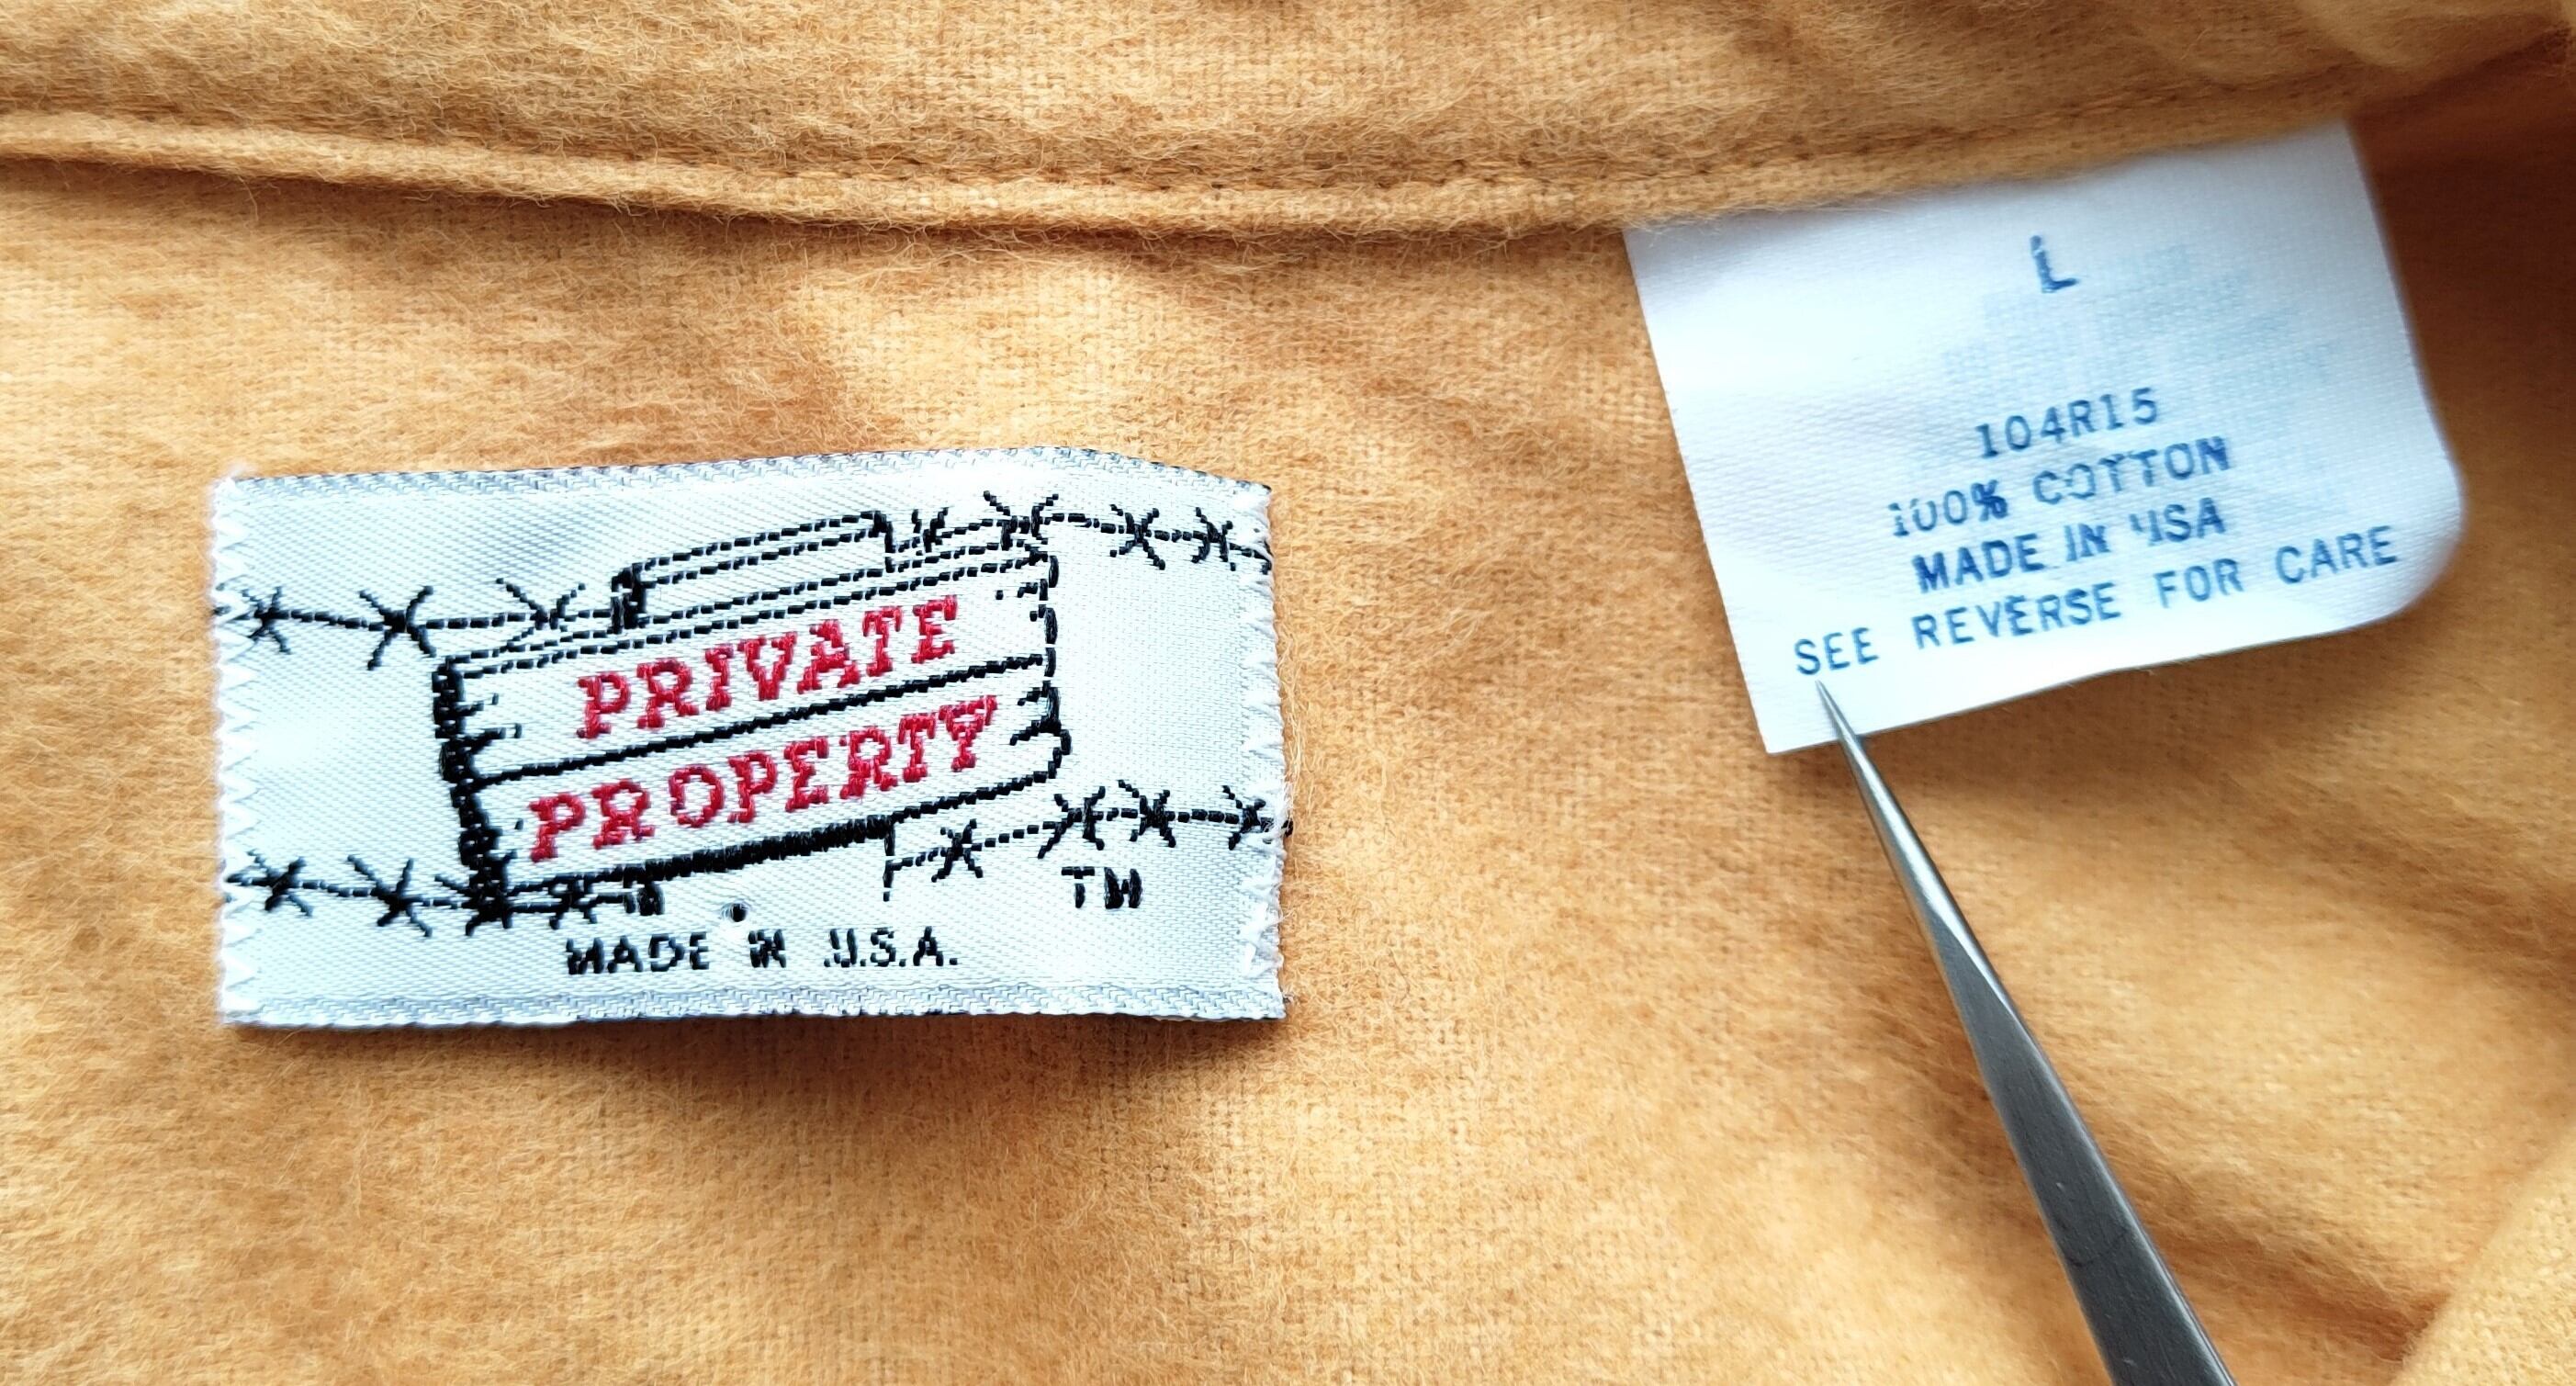 PRIVATE
PROPERTY
TM
MADE IN U.S.A.
L
104R15
100% COTTON
MADE IN USA
SEE REVERSE FOR CARE